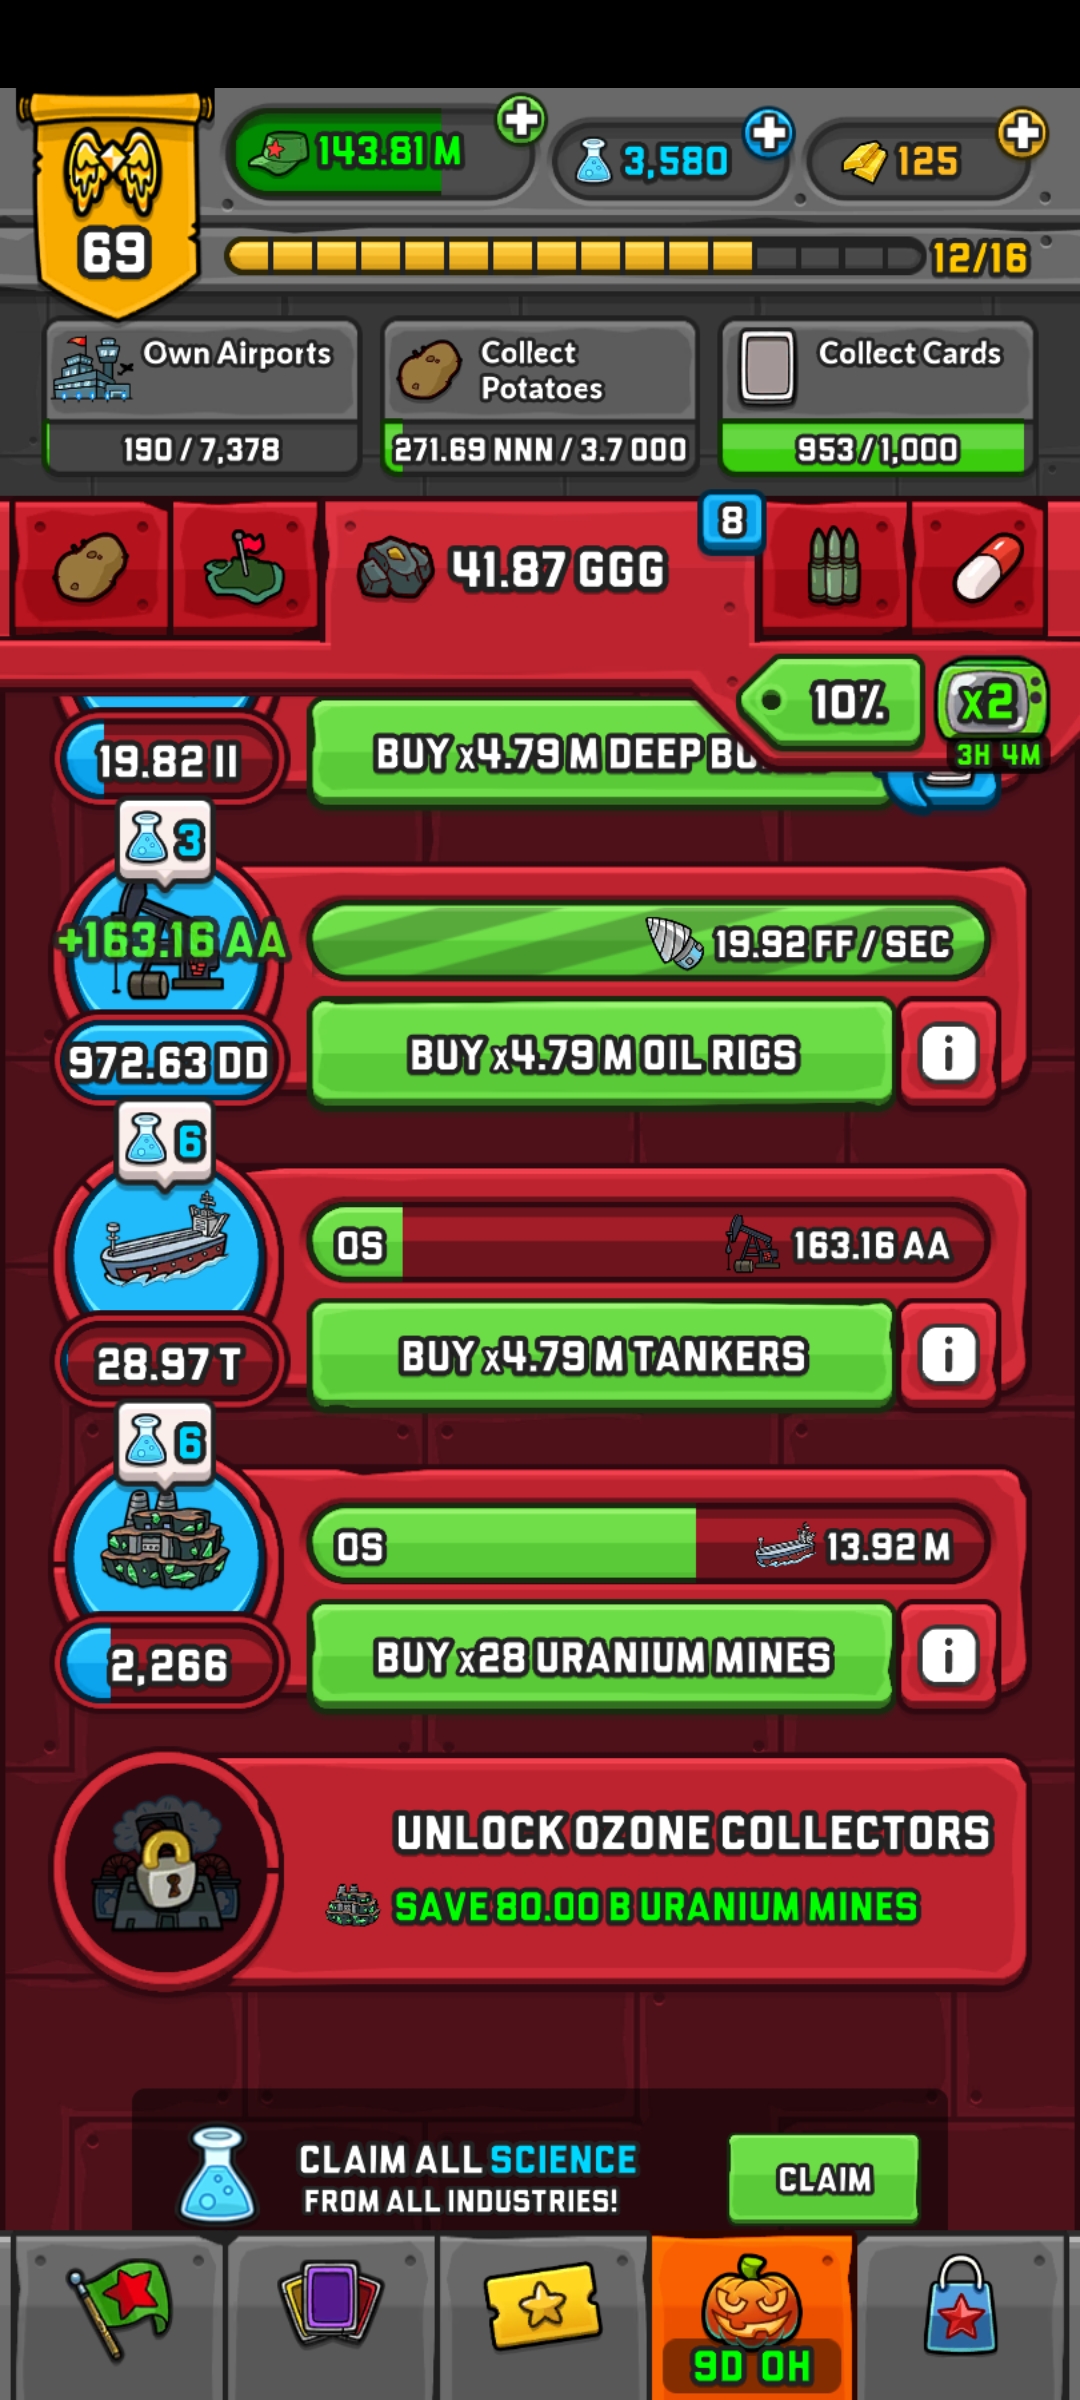 143.81 M
3,580
125
69
12/16
Own Airports
190 / 7,378
Collect
Potatoes
271.69 NNN / 3.7 OOO
Collect Cards
953 / 1,000
41.87 GGG
8
10%
x2
3H 4M
19.82 II
BUY x4.79 M DEEP
3
+163.16 AA
19.92 FF / SEC
972.63 DD
BUY x4.79 M OIL RIGS
i
6
0S
163.16 AA
28.97 T
BUY x4.79 M TANKERS
i
6
0S
13.92 M
2,266
BUY x28 URANIUM MINES
i
UNLOCK OZONE COLLECTORS
SAVE 80.00 B URANIUM MINES
CLAIM ALL SCIENCE
FROM ALL INDUSTRIES!
CLAIM
9D 0H